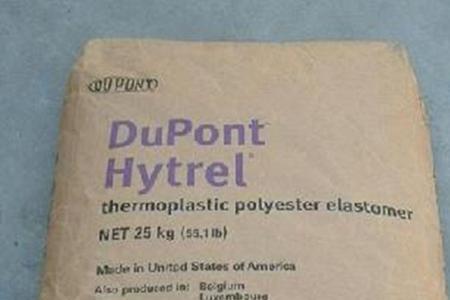 DUPONT
DuPont
Hytrel®
thermoplastic polyester elastomer
NET 25 kg (55,1 lb)
Made in United States of America
Also produced in: Belgium
Luxembourg